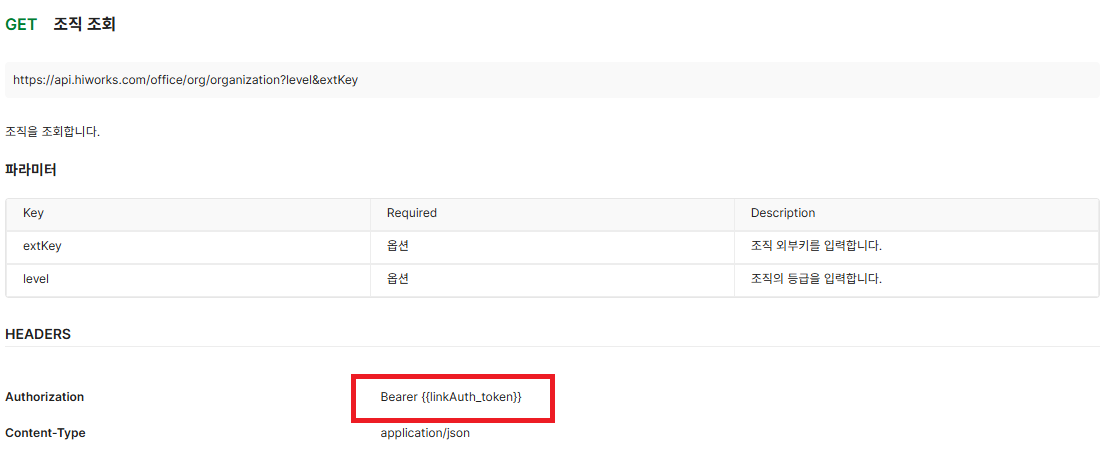 GET 조직 조회
https://api.hiworks.com/office/org/organization?level&extKey
조직을 조회합니다.
파라미터
Key Required Description
extKey 옵션 조직 외부키를 입력합니다.
level 옵션 조직의 등급을 입력합니다.
HEADERS
Authorization Bearer {{linkAuth_token}}
Content-Type application/json